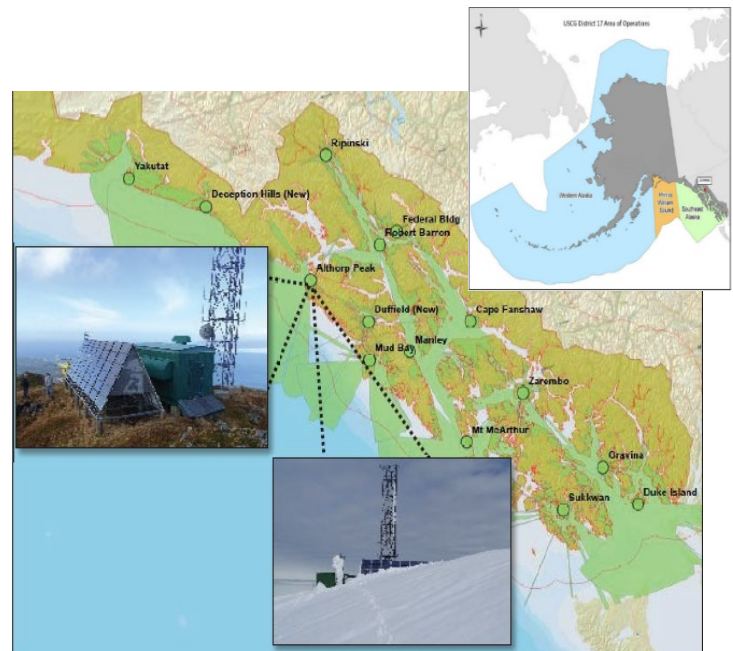 USCG District 17 Area of Operations
Western Alaska
Prince
William
Sound
Southeast
Alaska
Ripinski
Yakutat
Deception Hills (New)
Federal Bldg
Robert Barron
Althorp Peak
Duffield (New)
Cape Fanshaw
Manley
Mud Bay
Zarembo
Mt McArthur
Gravina
Sukkwan
Duke Island